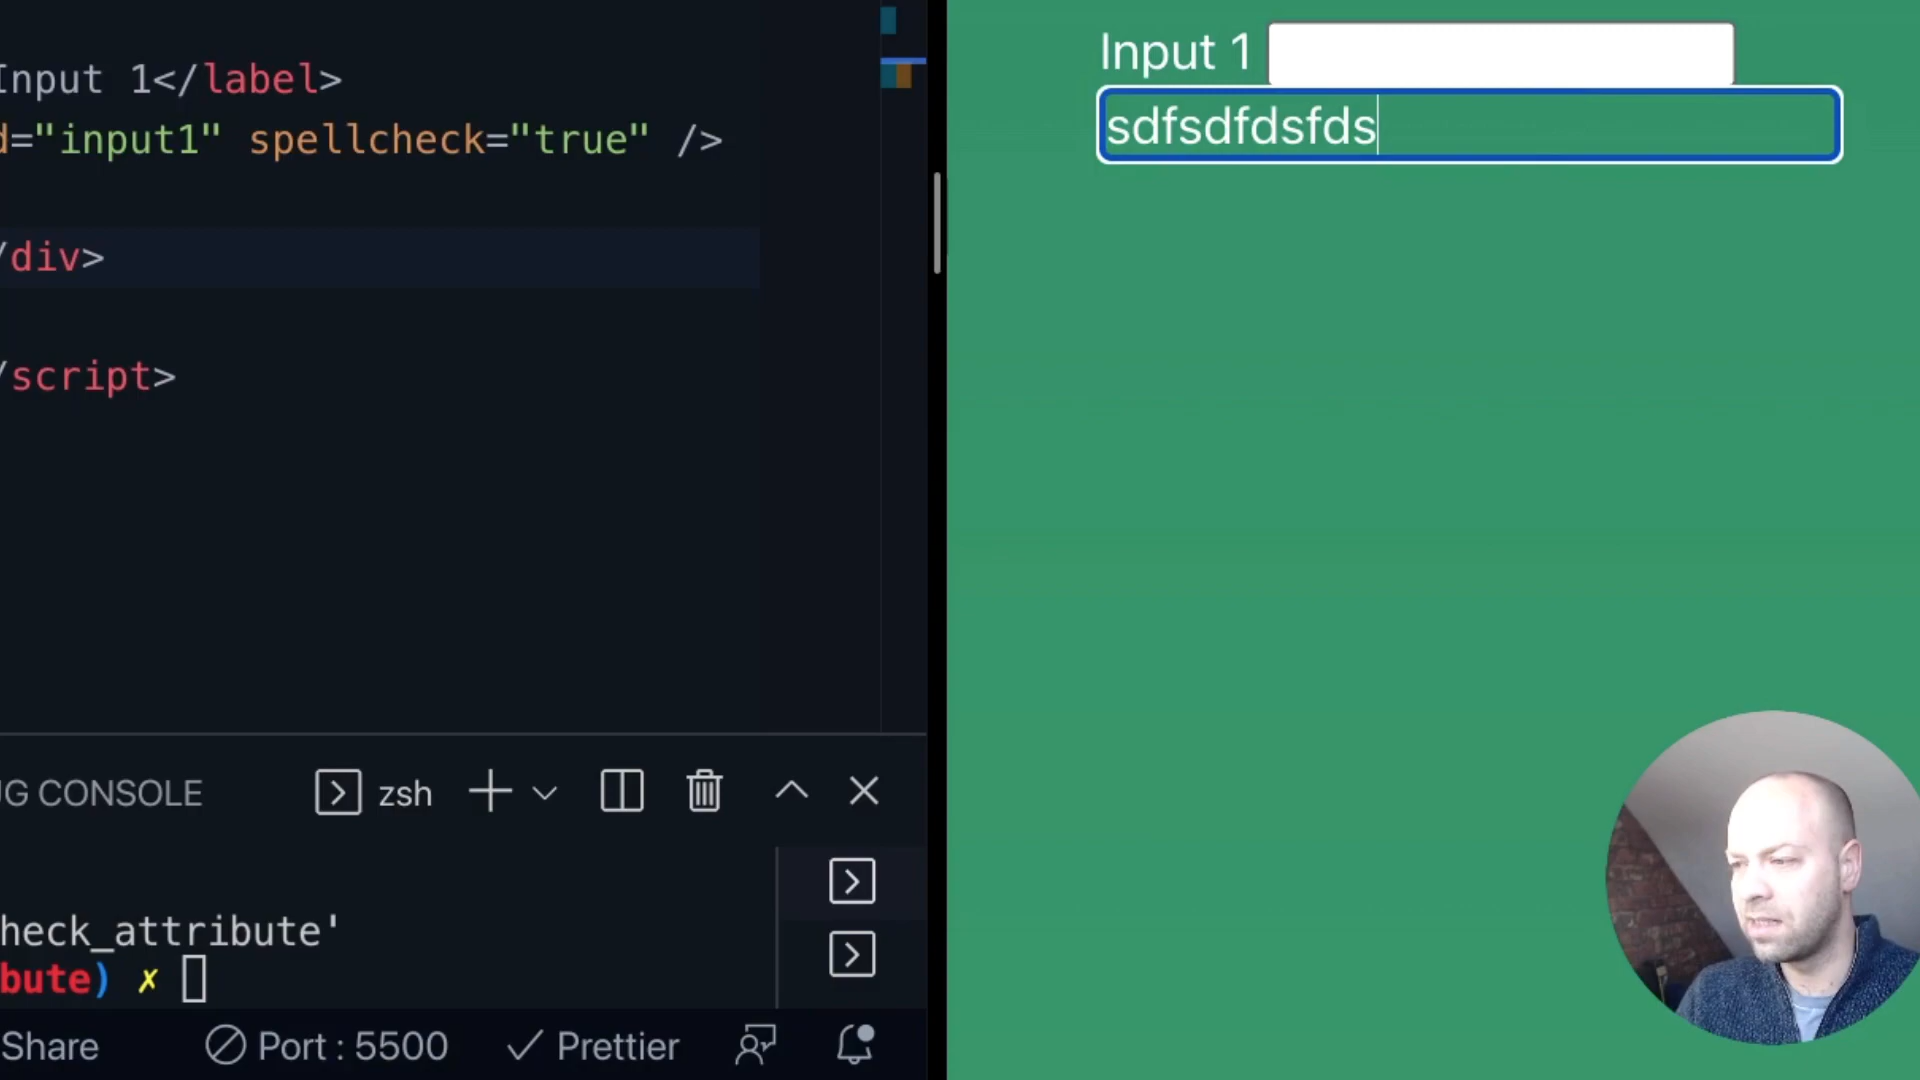 Input 1</label>
d="input1" spellcheck="true" />
/div>
/script>
Input 1
sdfsdfdsfds
G CONSOLE
zsh
heck_attribute'
bute) ✗
Share
Port : 5500
Prettier